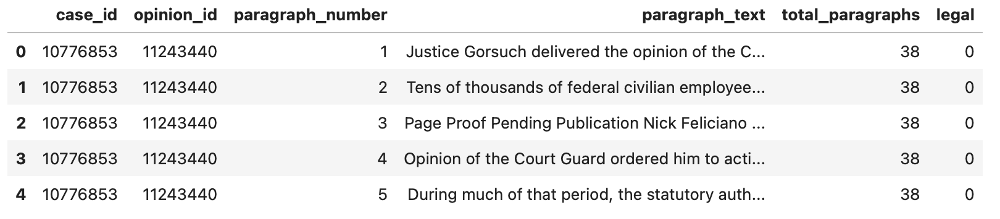 case_id opinion_id paragraph_number paragraph_text total_paragraphs legal
0 10776853 11243440 1 Justice Gorsuch delivered the opinion of the C... 38 0
1 10776853 11243440 2 Tens of thousands of federal civilian employee... 38 0
2 10776853 11243440 3 Page Proof Pending Publication Nick Feliciano ... 38 0
3 10776853 11243440 4 Opinion of the Court Guard ordered him to acti... 38 0
4 10776853 11243440 5 During much of that period, the statutory auth... 38 0